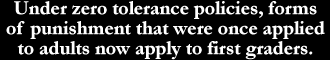 Under zero tolerance policies, forms
of punishment that were once applied
to adults now apply to first graders.